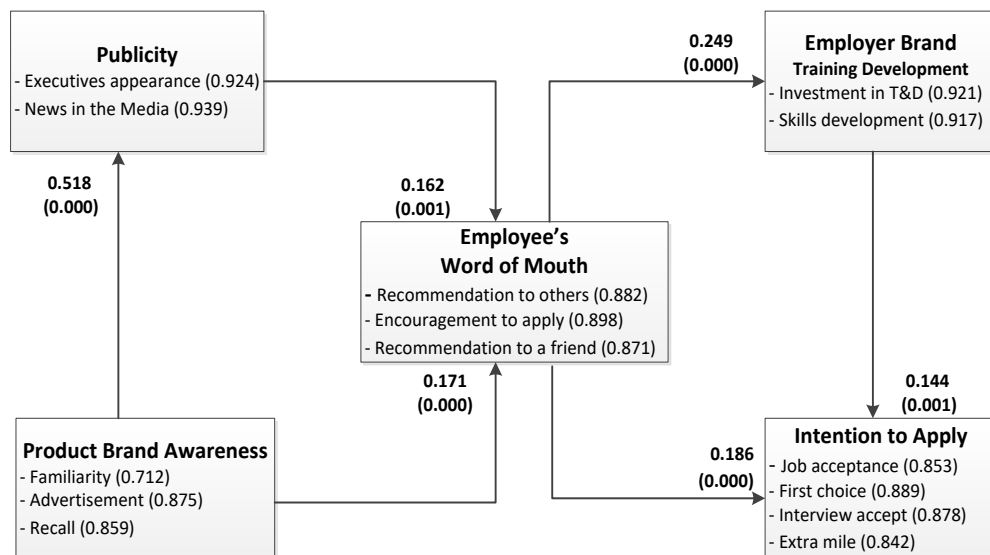 Publicity
- Executives appearance (0.924)
- News in the Media (0.939)
0.249
(0.000)
Employer Brand
Training Development
- Investment in T&D (0.921)
- Skills development (0.917)
0.518
(0.000)
0.162
(0.001)
Employee's
Word of Mouth
- Recommendation to others (0.882)
- Encouragement to apply (0.898)
- Recommendation to a friend (0.871)
0.171
(0.000)
0.144
(0.001)
Product Brand Awareness
- Familiarity (0.712)
- Advertisement (0.875)
- Recall (0.859)
0.186
(0.000)
Intention to Apply
- Job acceptance (0.853)
- First choice (0.889)
- Interview accept (0.878)
- Extra mile (0.842)